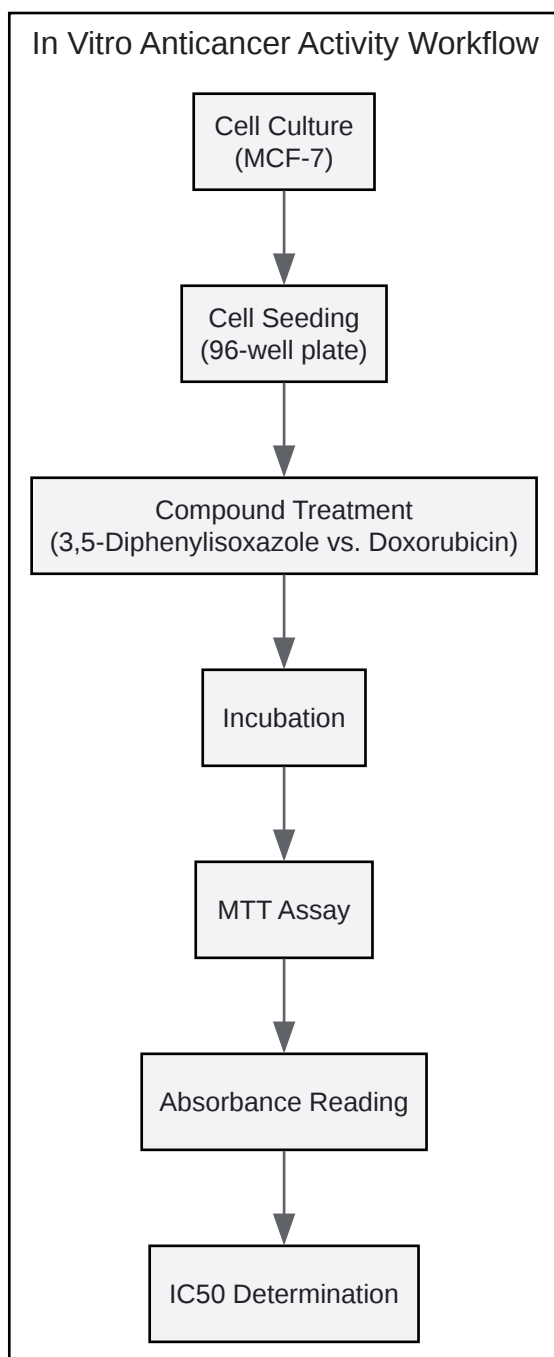 In Vitro Anticancer Activity Workflow
Cell Culture
(MCF-7)
Cell Seeding
(96-well plate)
Compound Treatment
(3,5-Diphenylisoxazole vs. Doxorubicin)
Incubation
MTT Assay
Absorbance Reading
IC50 Determination